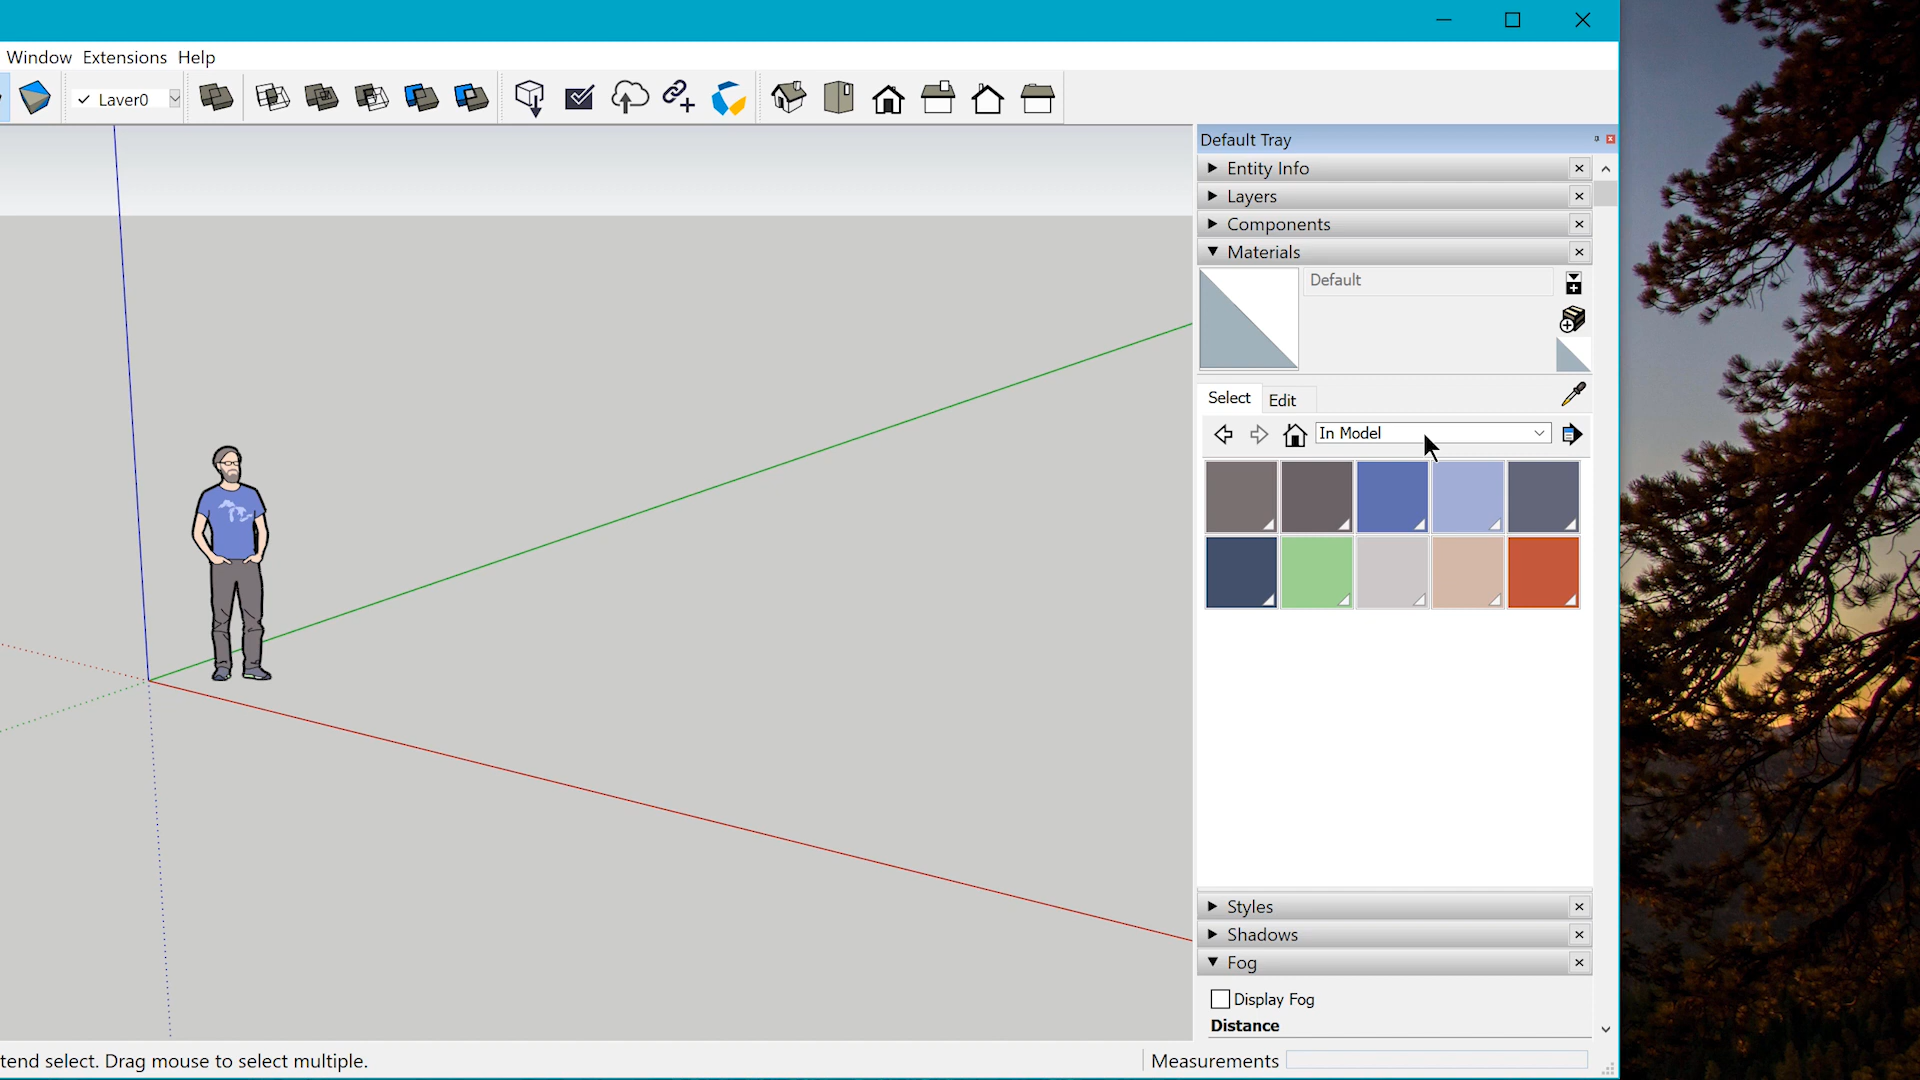 Window Extensions Help
Layer0
Default Tray
Entity Info
Layers
Components
Materials
Default
Select Edit
In Model
Styles
Shadows
Fog
Display Fog
Distance
tend select. Drag mouse to select multiple.
Measurements